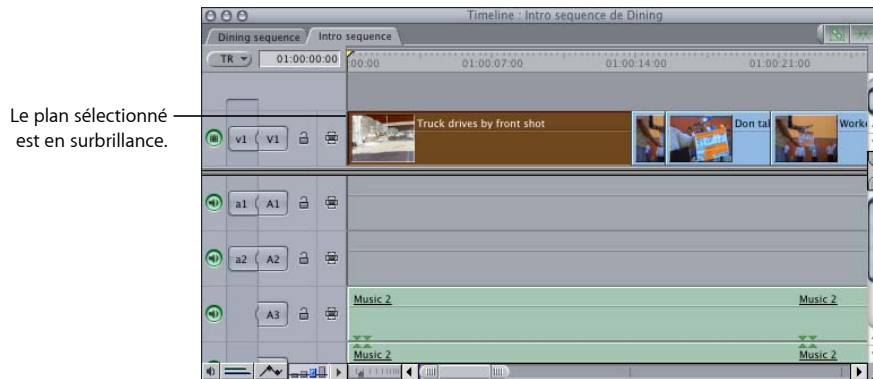 Timeline : Intro sequence de Dining
Dining sequence
Intro sequence
TR
01:00:00:00
:00:00
01:00:07:00
01:00:14:00
01:00:21:00
Le plan sélectionné
est en surbrillance.
v1
V1
Truck drives by front shot
Don tal
Worke
a1
A1
a2
A2
A3
Music 2
Music 2
Music 2
Music 2